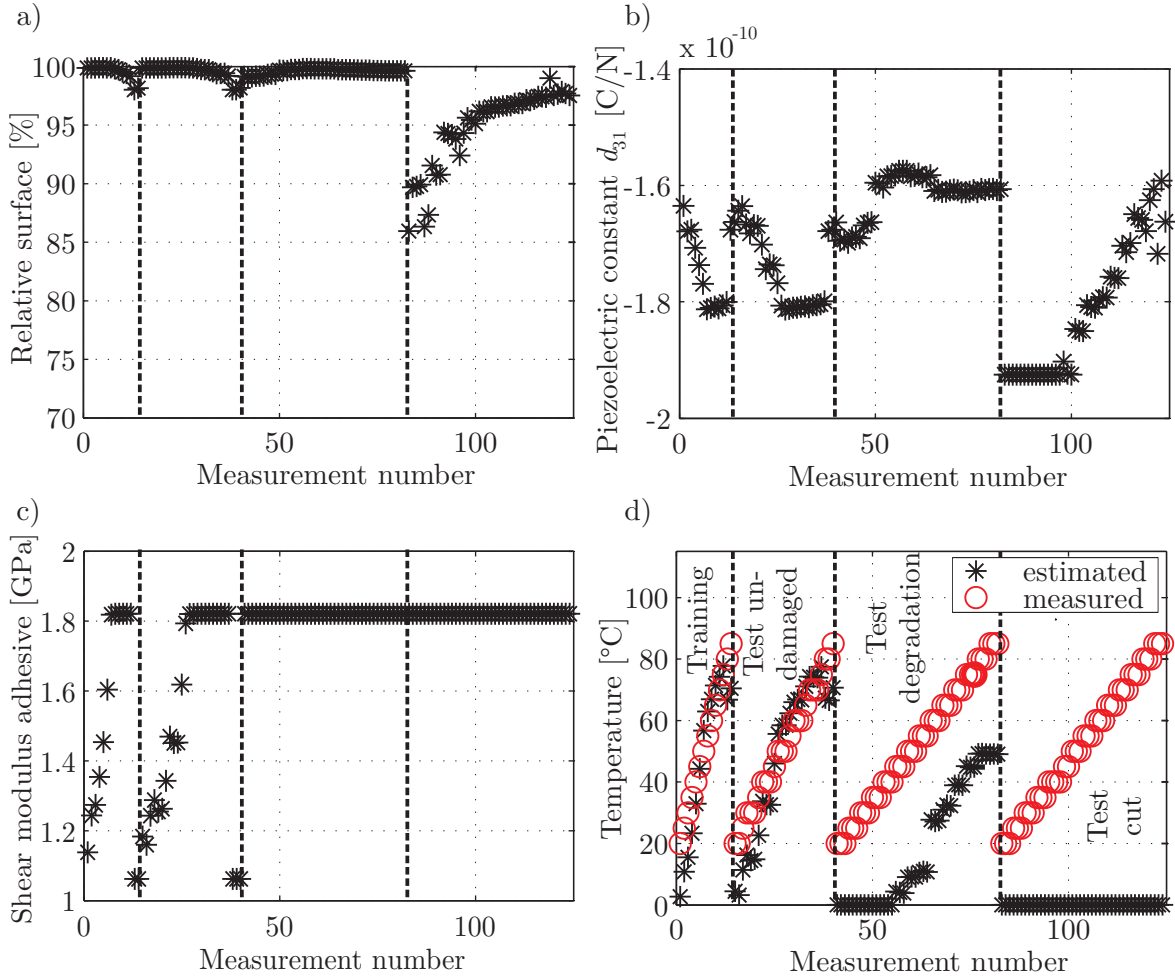 a)
100
95
90
85
80
75
70
0
50
100
Relative surface [%]
Measurement number
b)
x 10^-10
-1.4
-1.6
-1.8
-2
0
50
100
Piezoelectric constant d_31 [C/N]
Measurement number
c)
2
1.8
1.6
1.4
1.2
1
0
50
100
Shear modulus adhesive [GPa]
Measurement number
d)
100
80
60
40
20
0
0
50
100
Temperature [°C]
Measurement number
Training
Test un-
damaged
Test
degradation
estimated
measured
Test
cut